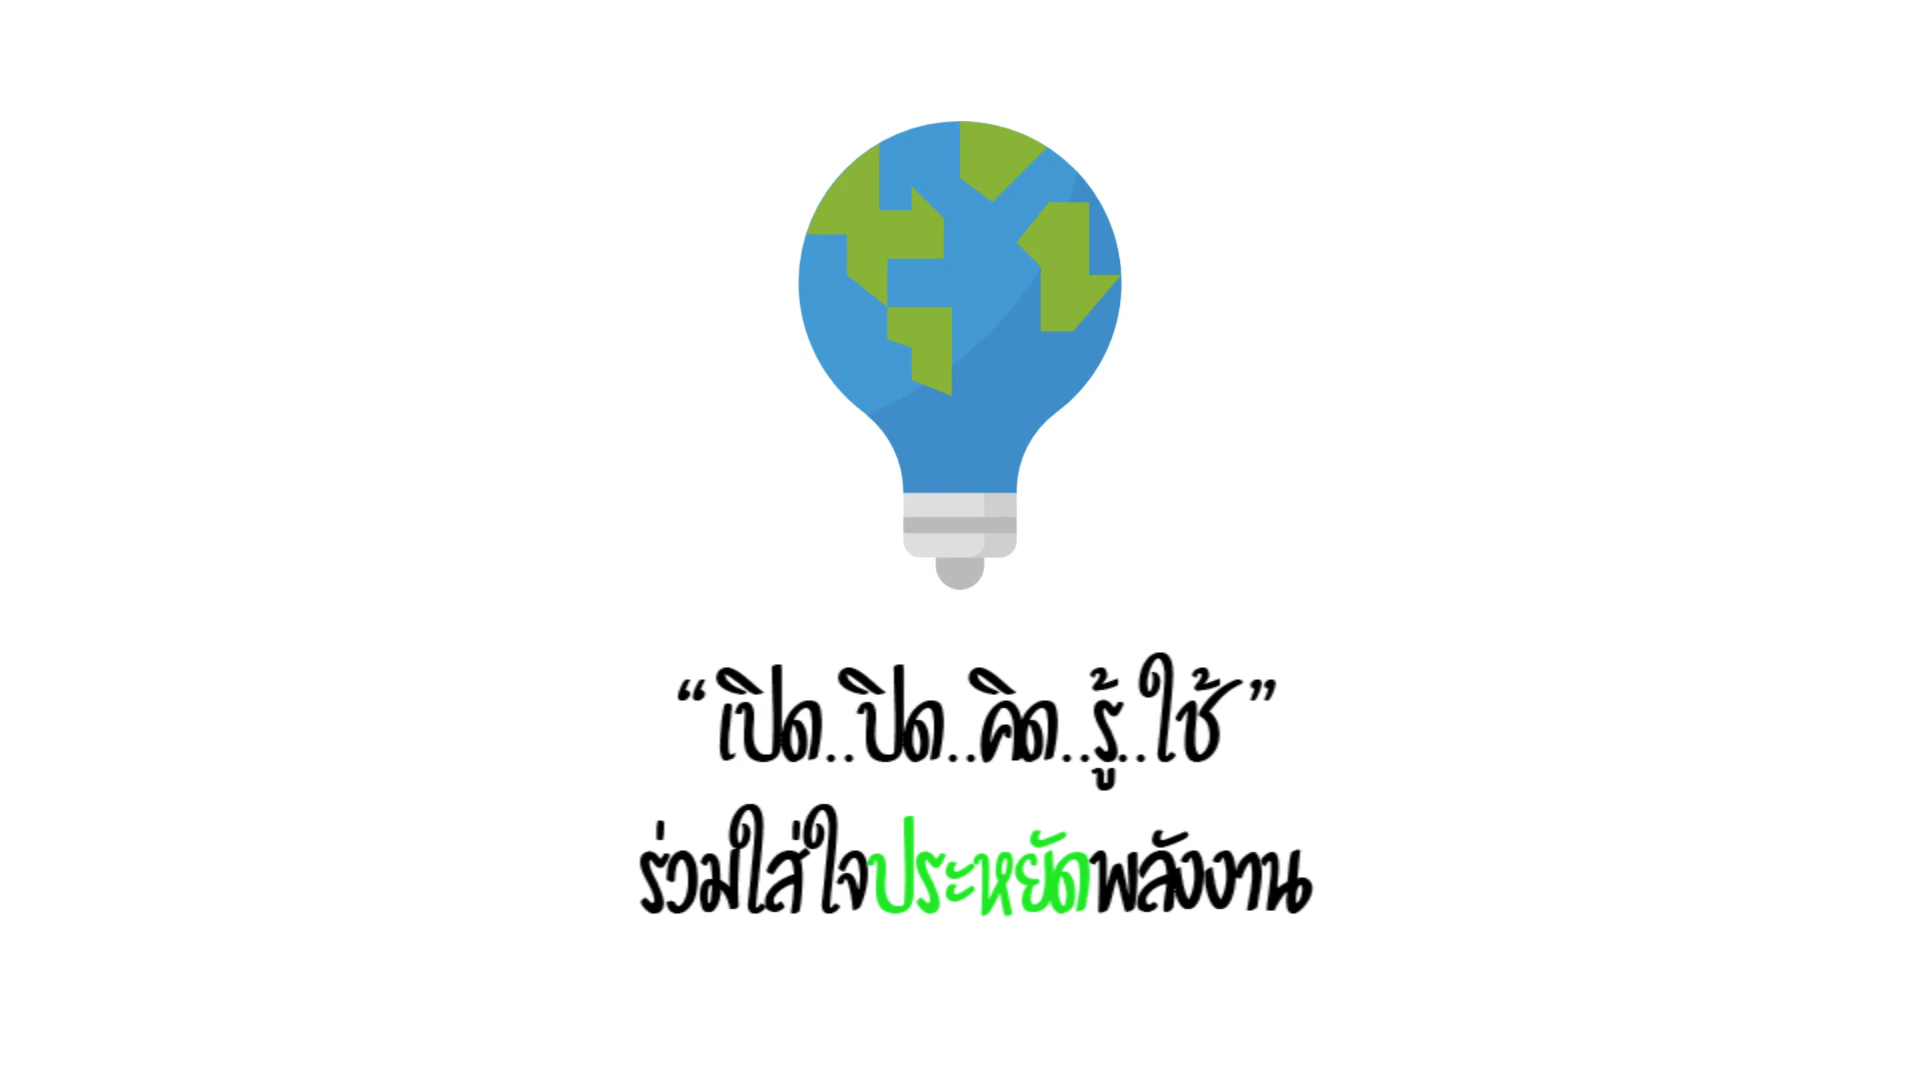 “เปิด..ปิด..คิด..รู้..ใช้”
ร่วมใส่ใจประหยัดพลังงาน